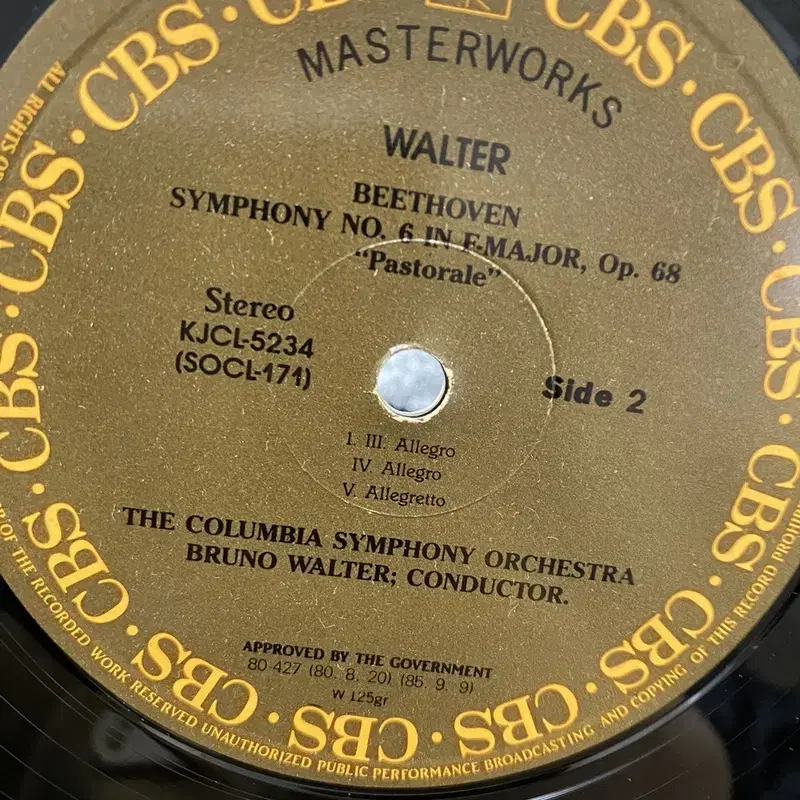 MASTERWORKS
WALTER
BEETHOVEN
SYMPHONY NO. 6 IN F-MAJOR, Op. 68
“Pastorale”
Stereo
KJCL-5234
(SOCL-171)
Side 2
I. III. Allegro
IV. Allegro
V. Allegretto
THE COLUMBIA SYMPHONY ORCHESTRA
BRUNO WALTER; CONDUCTOR.
APPROVED BY THE GOVERNMENT
80-427 (80. 8. 20) (85. 9. 9)
W 125gr
CBS · CBS · CBS · CBS · CBS · CBS · CBS · CBS · CBS · CBS · CBS · CBS · CBS · CBS
ALL RIGHTS OF
OF THE RECORDED WORK RESERVED UNAUTHORIZED PUBLIC PERFORMANCE BROADCASTING AND COPYING OF THIS RECORD